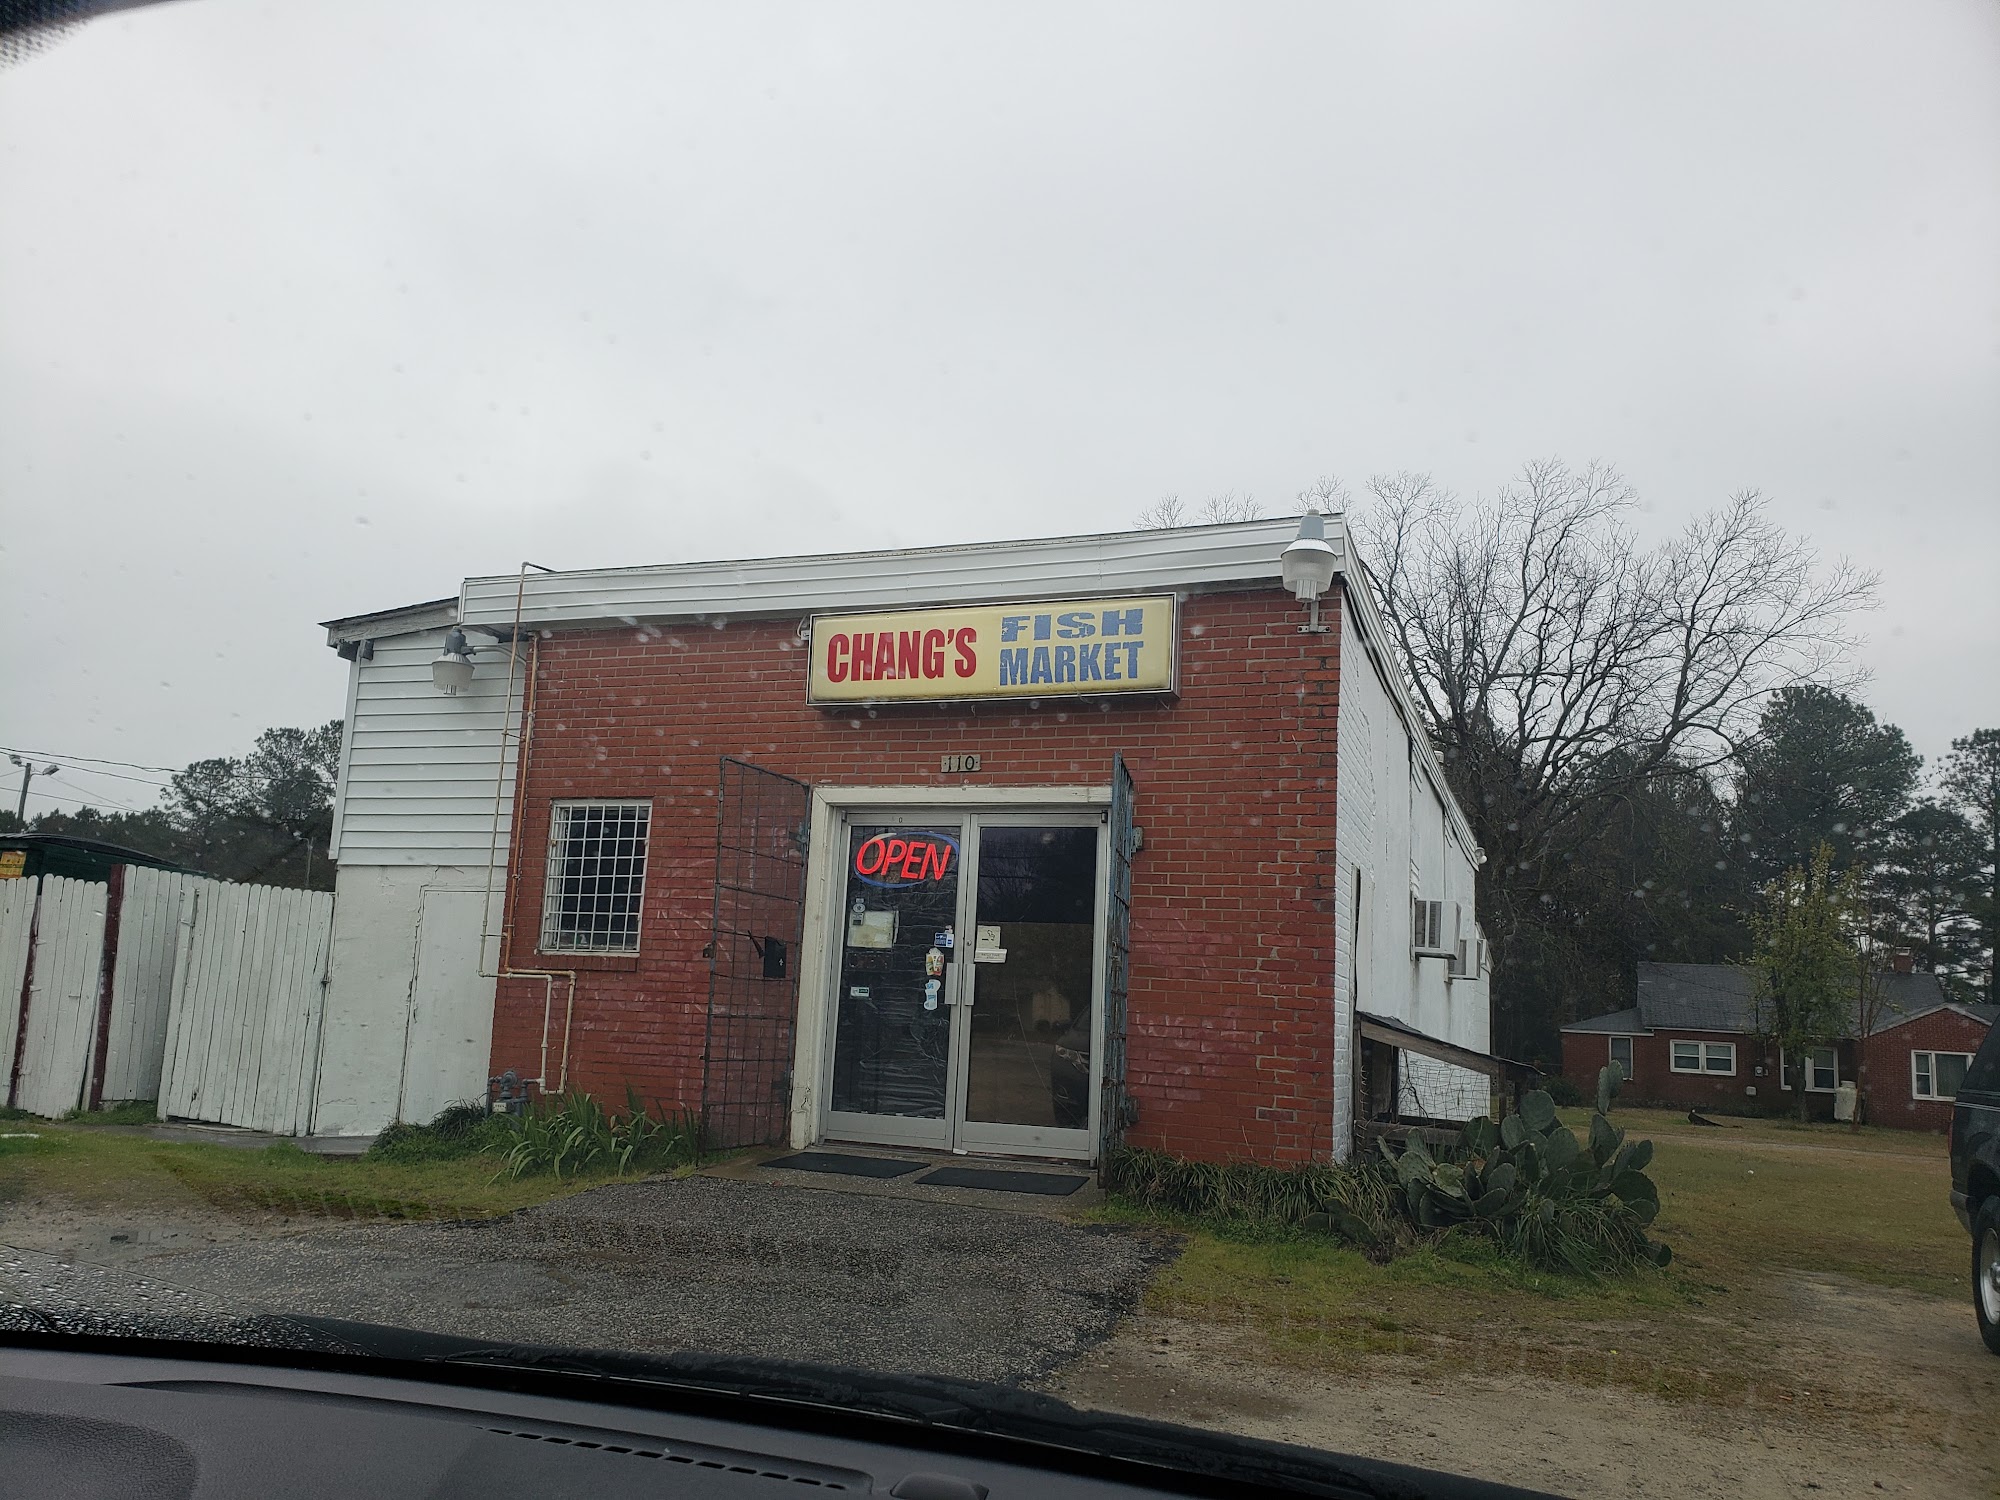 CHANG'S
FISH
MARKET
110
OPEN